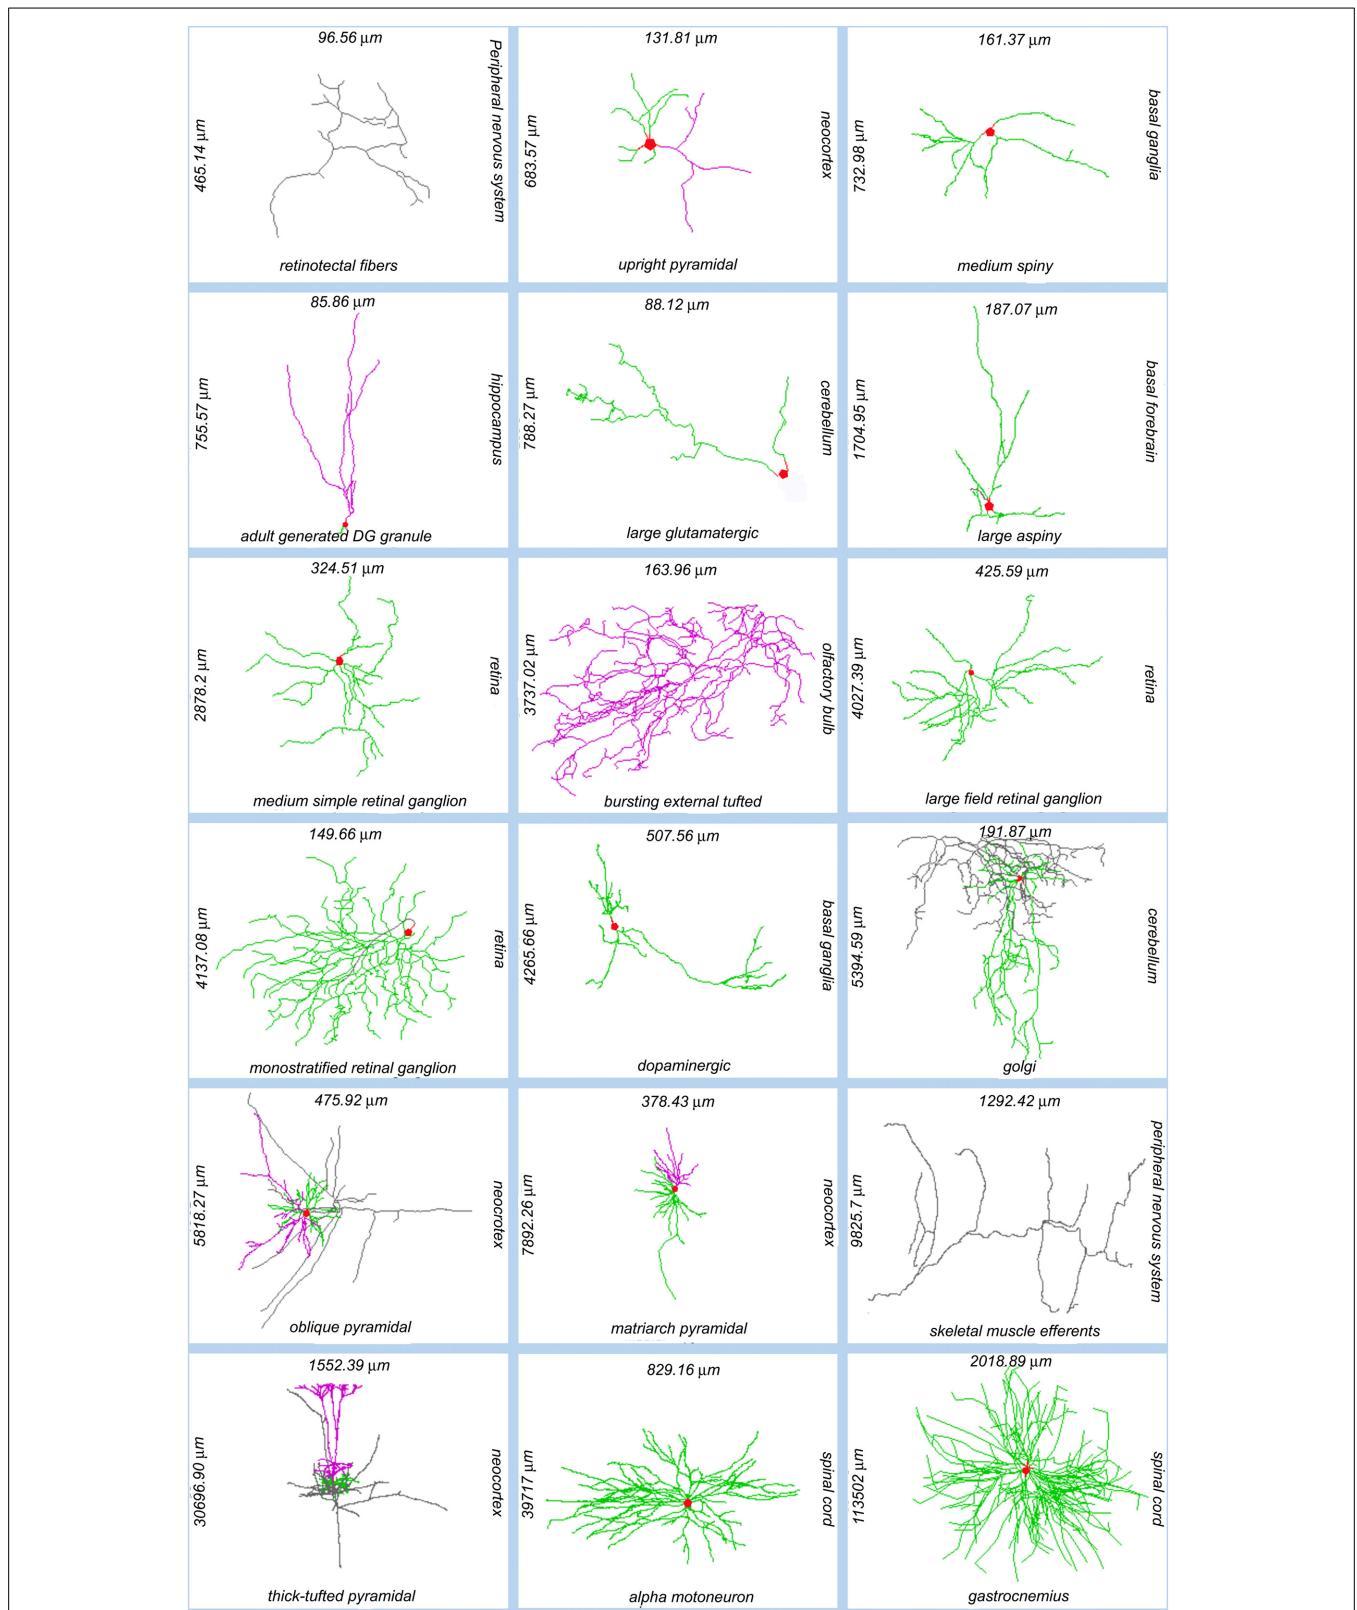 96.56 µm
465.14 µm
Peripheral nervous system
retinotectal fibers
131.81 µm
683.57 µm
neocortex
upright pyramidal
161.37 µm
732.98 µm
basal ganglia
medium spiny
85.86 µm
755.57 µm
hippocampus
adult generated DG granule
88.12 µm
788.27 µm
cerebellum
large glutamatergic
187.07 µm
1704.95 µm
basal forebrain
large aspiny
324.51 µm
2878.2 µm
retina
medium simple retinal ganglion
163.96 µm
3737.02 µm
olfactory bulb
bursting external tufted
425.59 µm
4027.39 µm
retina
large field retinal ganglion
149.66 µm
4137.08 µm
retina
monostratified retinal ganglion
507.56 µm
4265.66 µm
basal ganglia
dopaminergic
191.87 µm
5394.59 µm
cerebellum
golgi
475.92 µm
5818.27 µm
neocrotex
oblique pyramidal
378.43 µm
7892.26 µm
neocortex
matriarch pyramidal
1292.42 µm
9825.7 µm
peripheral nervous system
skeletal muscle efferents
1552.39 µm
30696.90 µm
neocortex
thick-tufted pyramidal
829.16 µm
39717 µm
spinal cord
alpha motoneuron
2018.89 µm
113502 µm
spinal cord
gastrocnemius